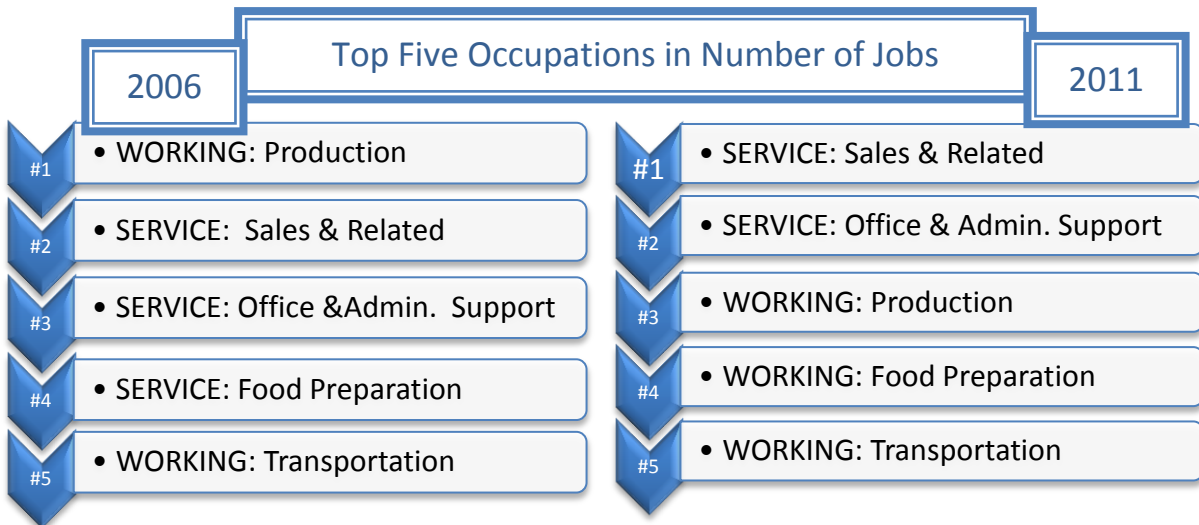 Top Five Occupations in Number of Jobs
2006
#1 • WORKING: Production
#2 • SERVICE:  Sales & Related
#3 • SERVICE: Office &Admin.  Support
#4 • SERVICE: Food Preparation
#5 • WORKING: Transportation
2011
#1 • SERVICE: Sales & Related
#2 • SERVICE: Office & Admin. Support
#3 • WORKING: Production
#4 • WORKING: Food Preparation
#5 • WORKING: Transportation